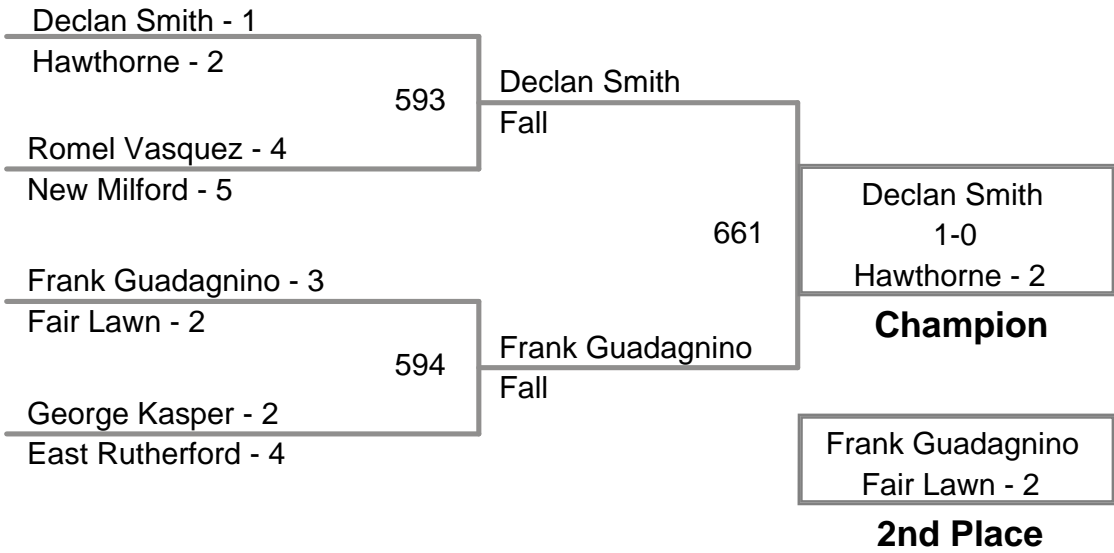 Declan Smith - 1
Hawthorne - 2
593
Romel Vasquez - 4
New Milford - 5
Declan Smith
Fall
Frank Guadagnino - 3
Fair Lawn - 2
594
George Kasper - 2
East Rutherford - 4
Frank Guadagnino
Fall
661
Declan Smith
1-0
Hawthorne - 2
Champion
Frank Guadagnino
Fair Lawn - 2
2nd Place